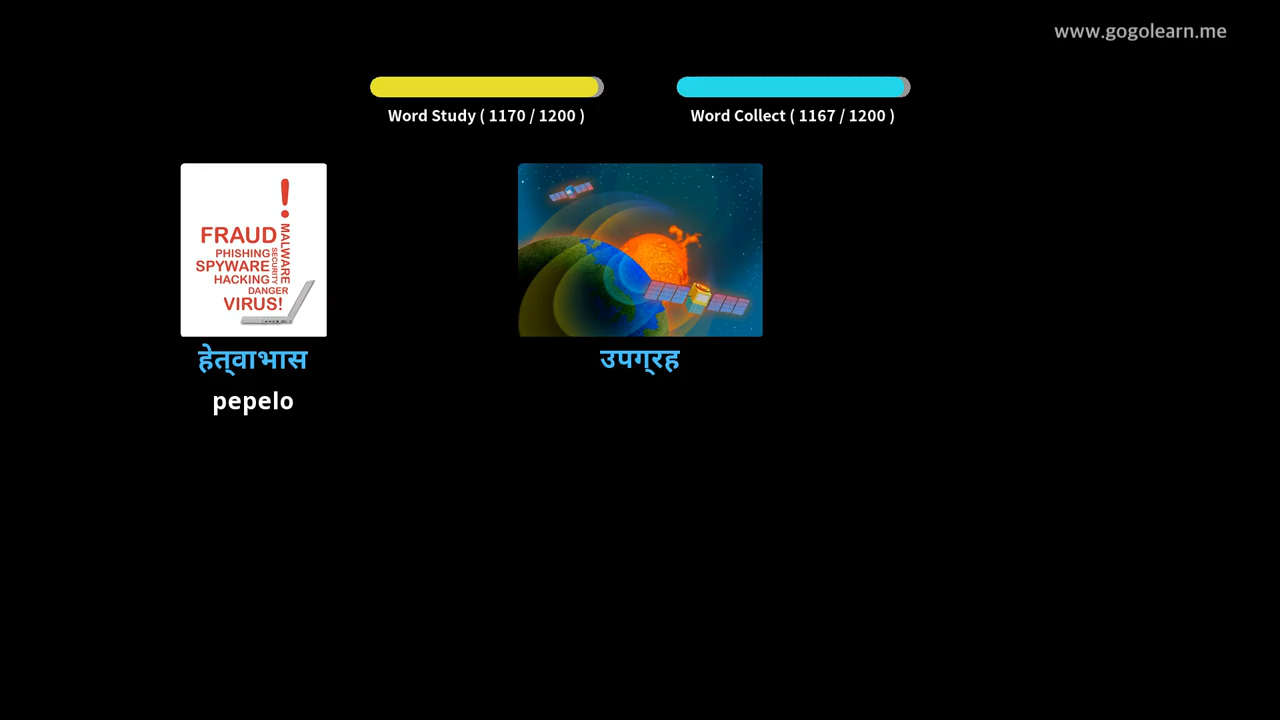 www.gogolearn.me
Word Study ( 1170 / 1200 )
Word Collect ( 1167 / 1200 )
!
FRAUD
MALWARE
PHISHING
SECURITY
SPYWARE
HACKING
DANGER
VIRUS!
हेत्वाभास
उपग्रह
pepelo